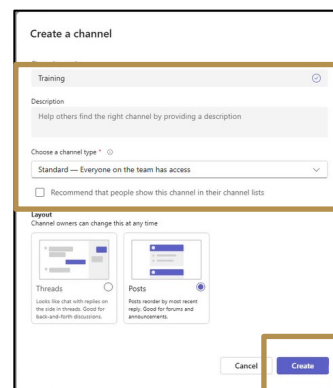 Create a channel
Training
Description
Help others find the right channel by providing a description
Choose a channel type *
Standard — Everyone on the team has access
Recommend that people show this channel in their channel lists
Layout
Channel owners can change this at any time
Threads
Looks like chat with replies on
the side in threads. Good for
back-and-forth discussions.
Posts
Posts reorder by most recent
reply. Good for forums and
announcements.
Cancel
Create